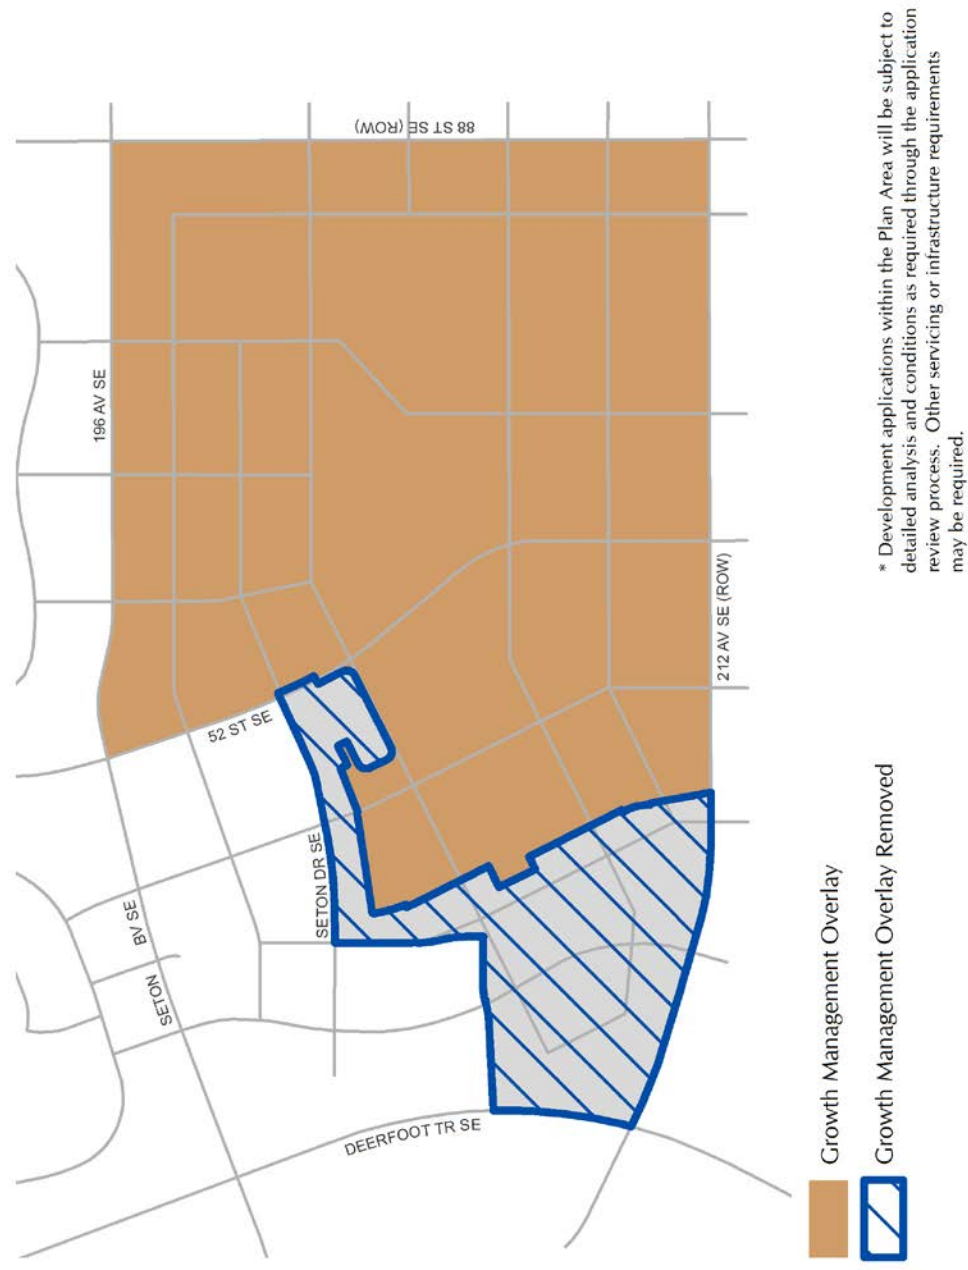 88 ST SE (ROW)
196 AV SE
52 ST SE
212 AV SE (ROW)
SETON DR SE
SETON BV SE
DEERFOOT TR SE
Growth Management Overlay
Growth Management Overlay Removed
* Development applications within the Plan Area will be subject to
detailed analysis and conditions as required through the application
review process. Other servicing or infrastructure requirements
may be required.